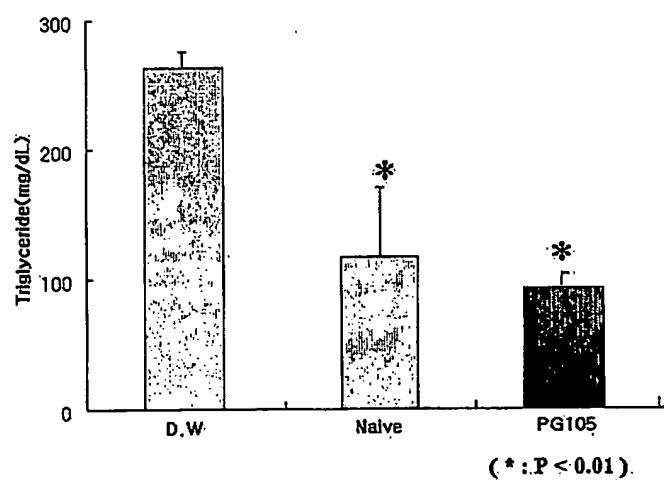 300
200
100
0
Triglyceride(mg/dL)
*
*
D.W
Naive
PG105
(*:P<0.01)